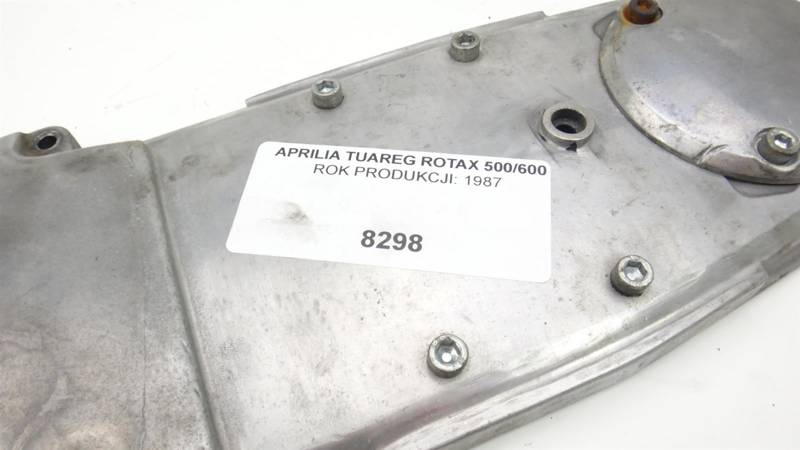 APRILIA TUAREG ROTAX 500/600
ROK PRODUKCJI: 1987
8298